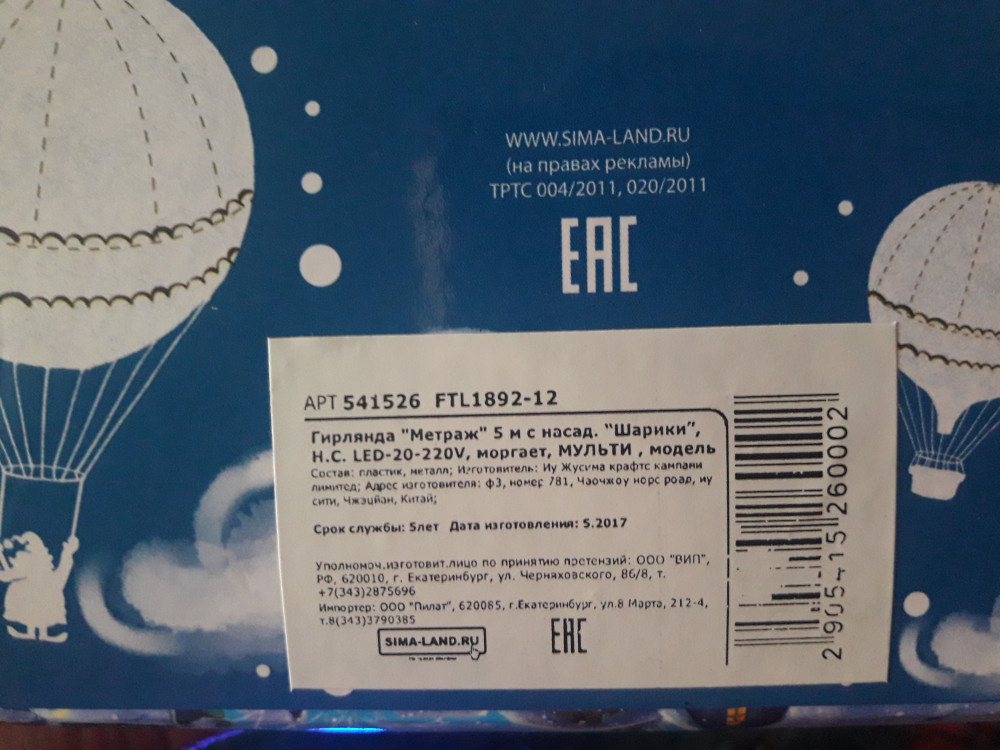 WWW.SIMA-LAND.RU
(на правах рекламы)
ТРТС 004/2011, 020/2011
EAC
АРТ 541526 FTL1892-12
Гирлянда "Метраж" 5 м с насад. "Шарики",
Н.С. LED-20-220V, моргает, МУЛЬТИ , модель
Состав: пластик, металл; Изготовитель: Иу Жусима крафтс кампани
лимитед; Адрес изготовителя: ф3, номер 781, Чаочжоу норс роад, иу
сити, Чжэцзян, Китай;
Срок службы: 5лет Дата изготовления: 5.2017
Уполномоч.изготовит.лицо по принятию претензий: ООО "ВИП",
РФ, 620010, г. Екатеринбург, ул. Черняховского, 86/8, т.
+7(343)2875696
Импортер: ООО "Пилат", 620085, г.Екатеринбург, ул.8 Марта, 212-4,
т.8(343)3790385
SIMA-LAND.RU
EAC
2905415260002